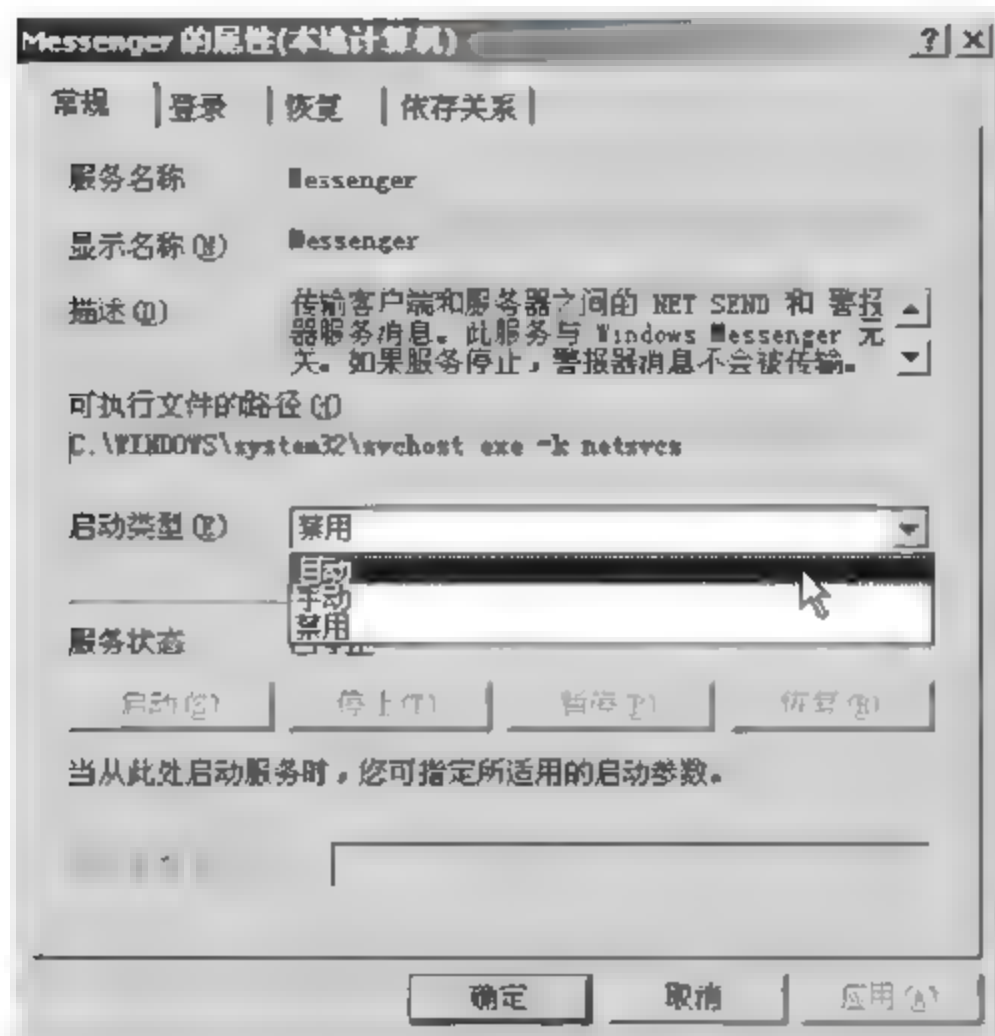 Messenger 的属性(本地计算机)
常规 登录 恢复 依存关系
服务名称 Messenger
显示名称(N) Messenger
描述(D) 传输客户端和服务器之间的 NET SEND 和 警报
器服务消息。此服务与 Windows Messenger 无
关。如果服务停止，警报器消息不会被传输。
可执行文件的路径(H)
C:\WINDOWS\system32\svchost exe -k netsvcs
启动类型(E) 禁用
自动
手动
禁用
服务状态
启动(S) 停止(T) 暂停(P) 恢复(R)
当从此处启动服务时，您可指定所适用的启动参数。
确定 取消 应用(A)